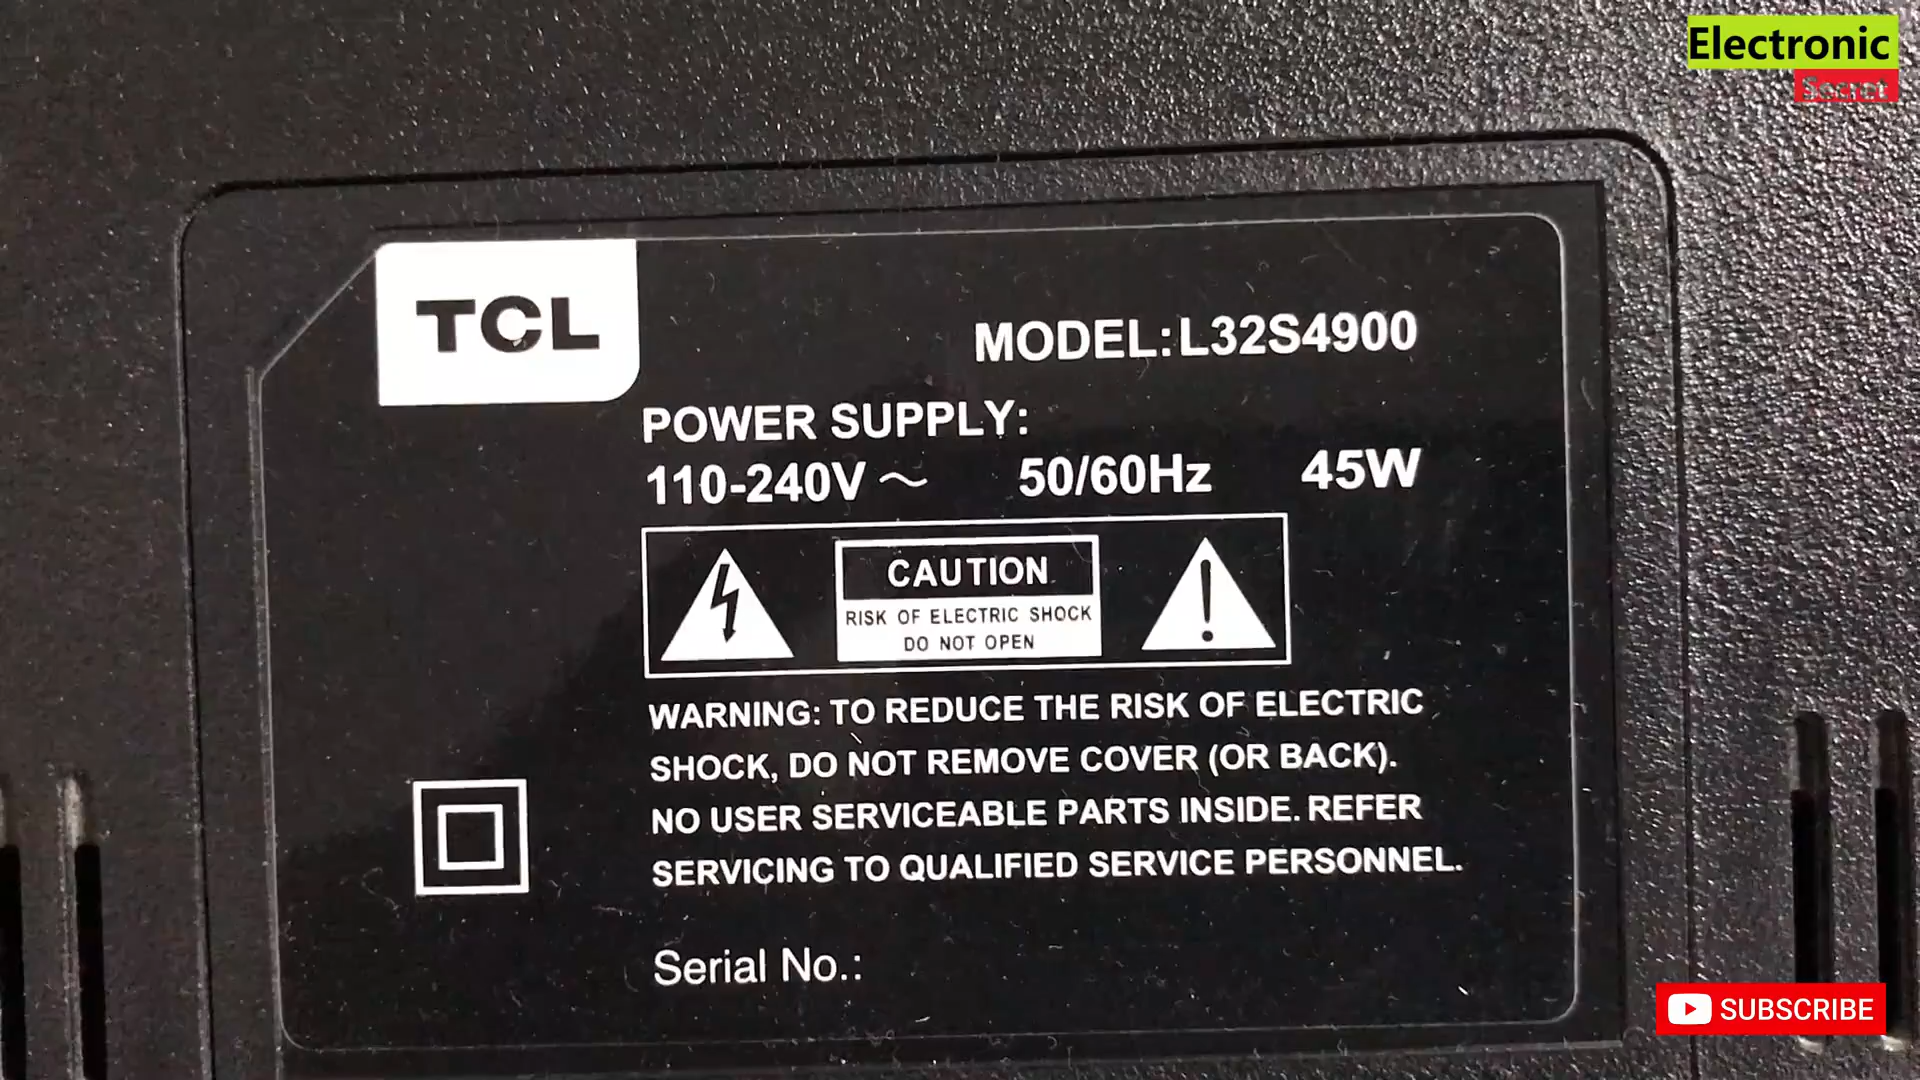 Electronic
Secret
TCL
MODEL:L32S4900
POWER SUPPLY:
110-240V ~ 50/60Hz 45W
CAUTION
RISK OF ELECTRIC SHOCK
DO NOT OPEN
WARNING: TO REDUCE THE RISK OF ELECTRIC
SHOCK, DO NOT REMOVE COVER (OR BACK).
NO USER SERVICEABLE PARTS INSIDE. REFER
SERVICING TO QUALIFIED SERVICE PERSONNEL.
Serial No.:
SUBSCRIBE